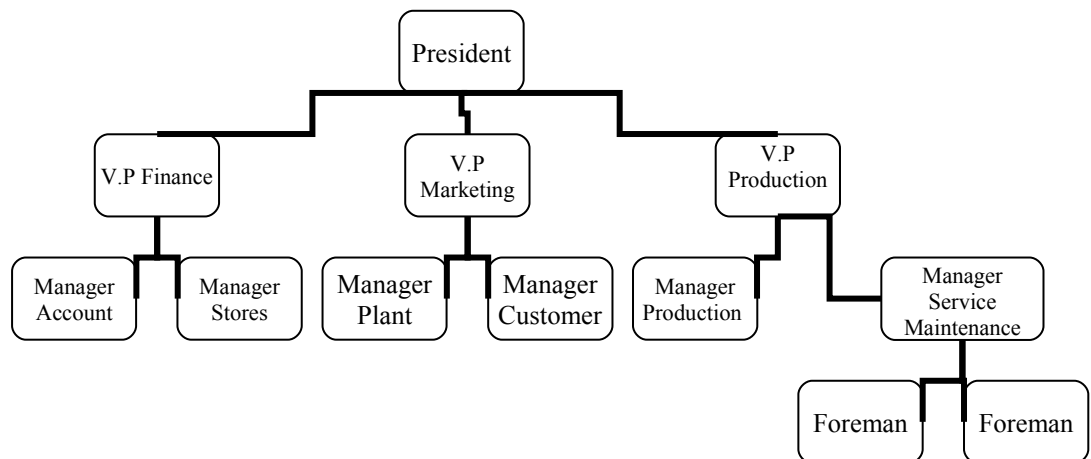 President
V.P Finance
V.P
Marketing
V.P
Production
Manager
Account
Manager
Stores
Manager
Plant
Manager
Customer
Manager
Production
Manager
Service
Maintenance
Foreman
Foreman